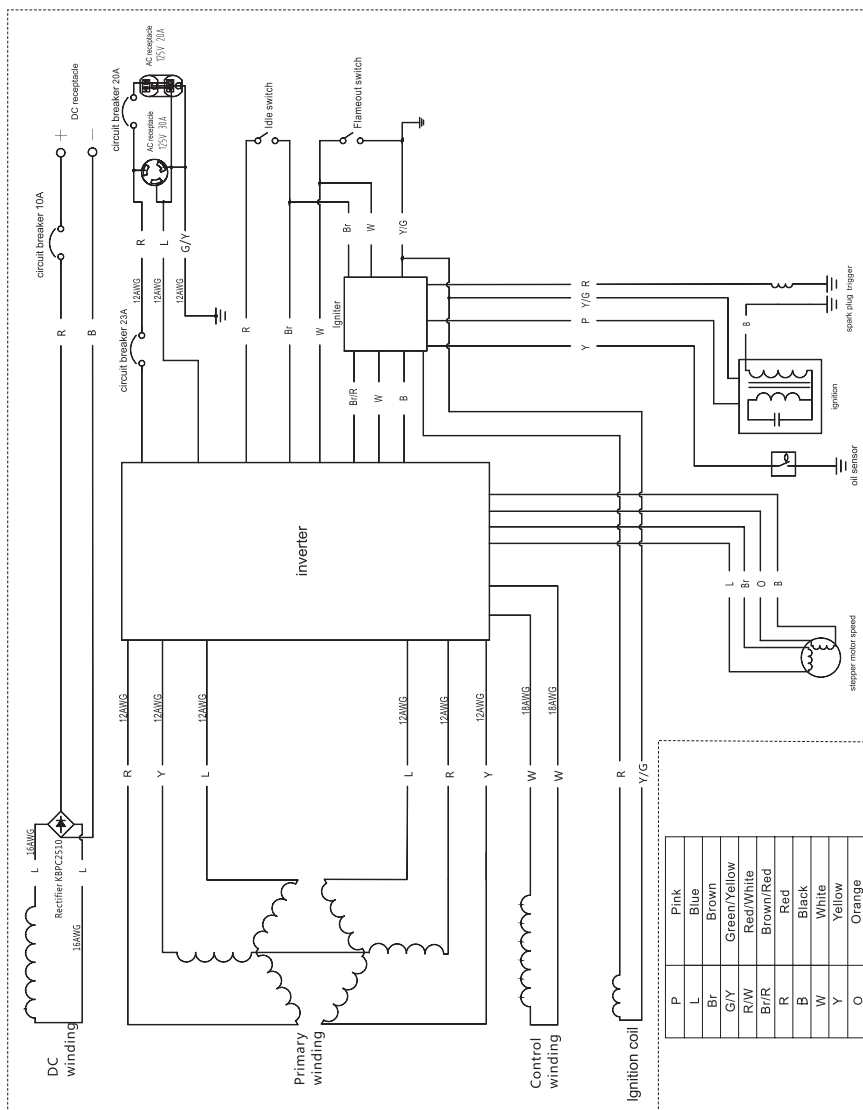 DC receptacle
+
−
circuit breaker 10A
R
B
16AWG
L
Rectifier KBPC2510
L
16AWG
DC
winding
circuit breaker 20A
AC receptacle
125V 20A
AC receptacle
125V 30A
R
L
G/Y
12AWG
12AWG
12AWG
circuit breaker 23A
Idle switch
Flameout switch
R
Br
W
Br
W
Y/G
Igniter
Br/R
W
B
R
Y/G
P
Y
B
trigger
spark plug
ignition
oil sensor
inverter
L
Br
O
B
stepper motor speed
12AWG
12AWG
12AWG
12AWG
12AWG
12AWG
18AWG
18AWG
R
Y
L
L
R
Y
W
W
R
Y/G
Primary
winding
Control
winding
Ignition coil
P Pink
L Blue
Br Brown
G/Y Green/Yellow
R/W Red/White
Br/R Brown/Red
R Red
B Black
W White
Y Yellow
O Orange